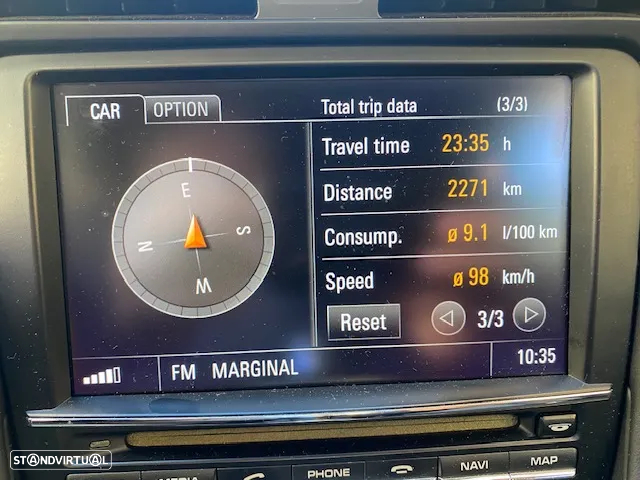 CAR OPTION Total trip data (3/3)
Travel time 23:35 h
Distance 2271 km
Consump. ø 9.1 l/100 km
Speed ø 98 km/h
Reset 3/3
E
S
N
W
FM MARGINAL 10:35
PHONE NAVI MAP
STANDVIRTUAL